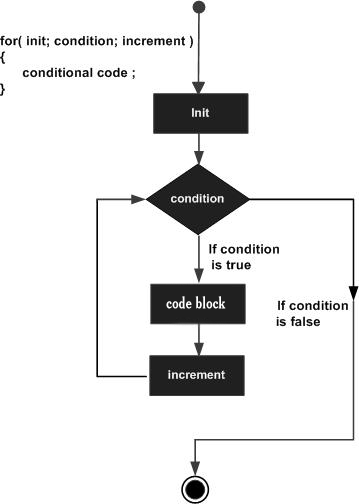 for( init; condition; increment )
{
conditional code ;
}
Init
condition
If condition
is true
code block
If condition
is false
increment